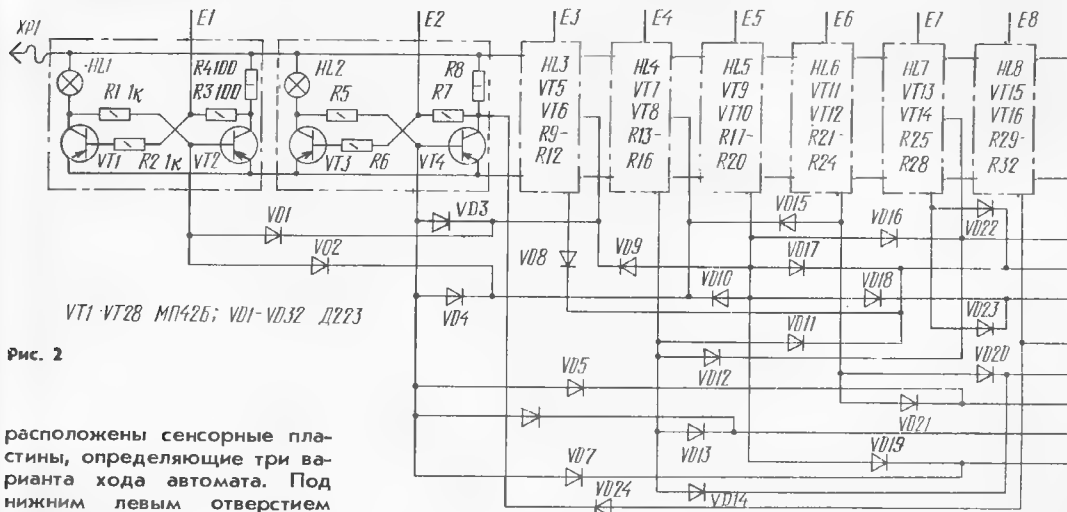 XP1
E1 E2 E3 E4 E5 E6 E7 E8
HL1
R4 100
R1 1к
R3 100
VT1
R2 1к
VT2
HL2
R8
R5
R7
VT3
R6
VT4
HL3
VT5
VT6
R9-
R12
HL4
VT7
VT8
R13-
R16
HL5
VT9
VT10
R17-
R20
HL6
VT11
VT12
R21-
R24
HL7
VT13
VT14
R25
R28
HL8
VT15
VT16
R29-
R32
VD1
VD2
VD3
VD4
VD8
VD9
VD15
VD16
VD22
VD17
VD10
VD18
VD23
VD11
VD12
VD20
VD5
VD21
VD13
VD19
VD7
VD14
VD24
VT1-VT28 МП42Б; VD1-VD32 Д223
Рис. 2
расположены сенсорные пла-
стины, определяющие три ва-
рианта хода автомата. Под
нижним левым отверстием